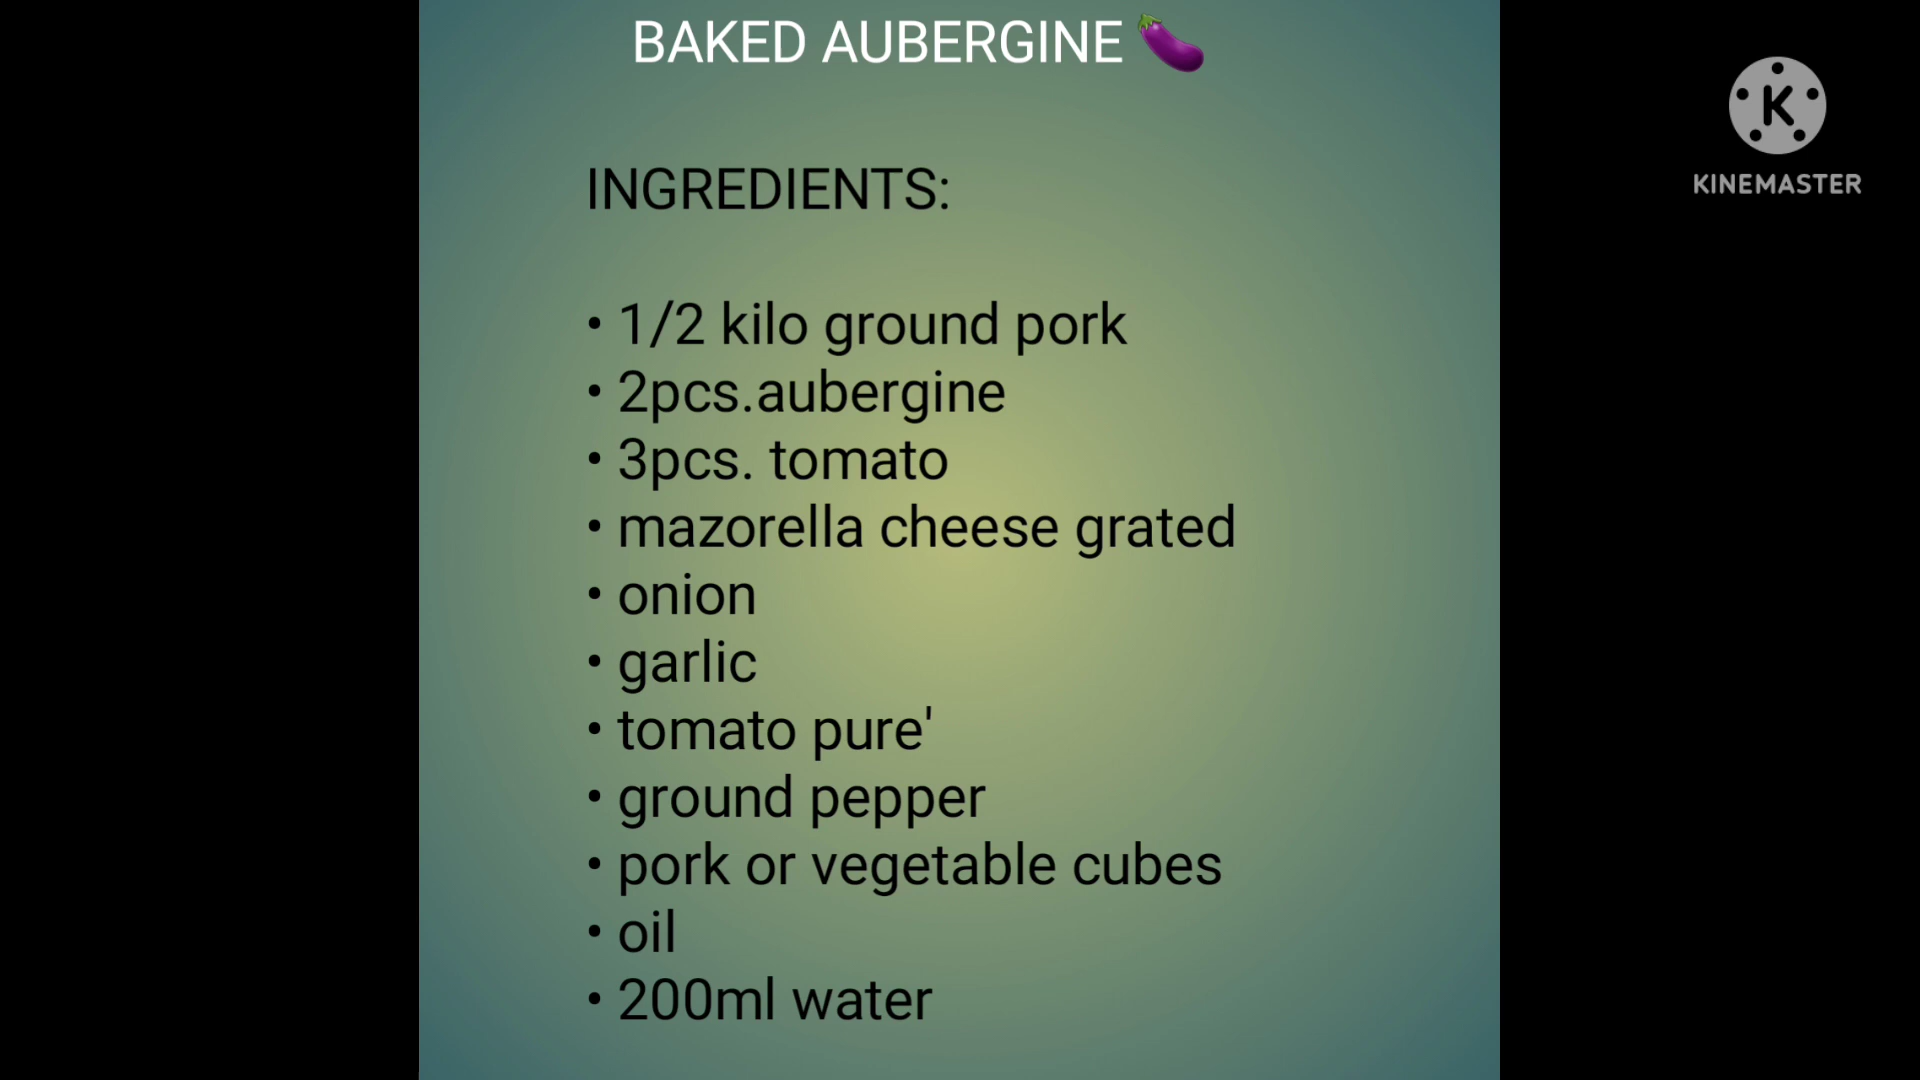 BAKED AUBERGINE🍆
K
KINEMASTER
INGREDIENTS:
• 1/2 kilo ground pork
• 2pcs.aubergine
• 3pcs. tomato
• mazorella cheese grated
• onion
• garlic
• tomato pure'
• ground pepper
• pork or vegetable cubes
• oil
• 200ml water